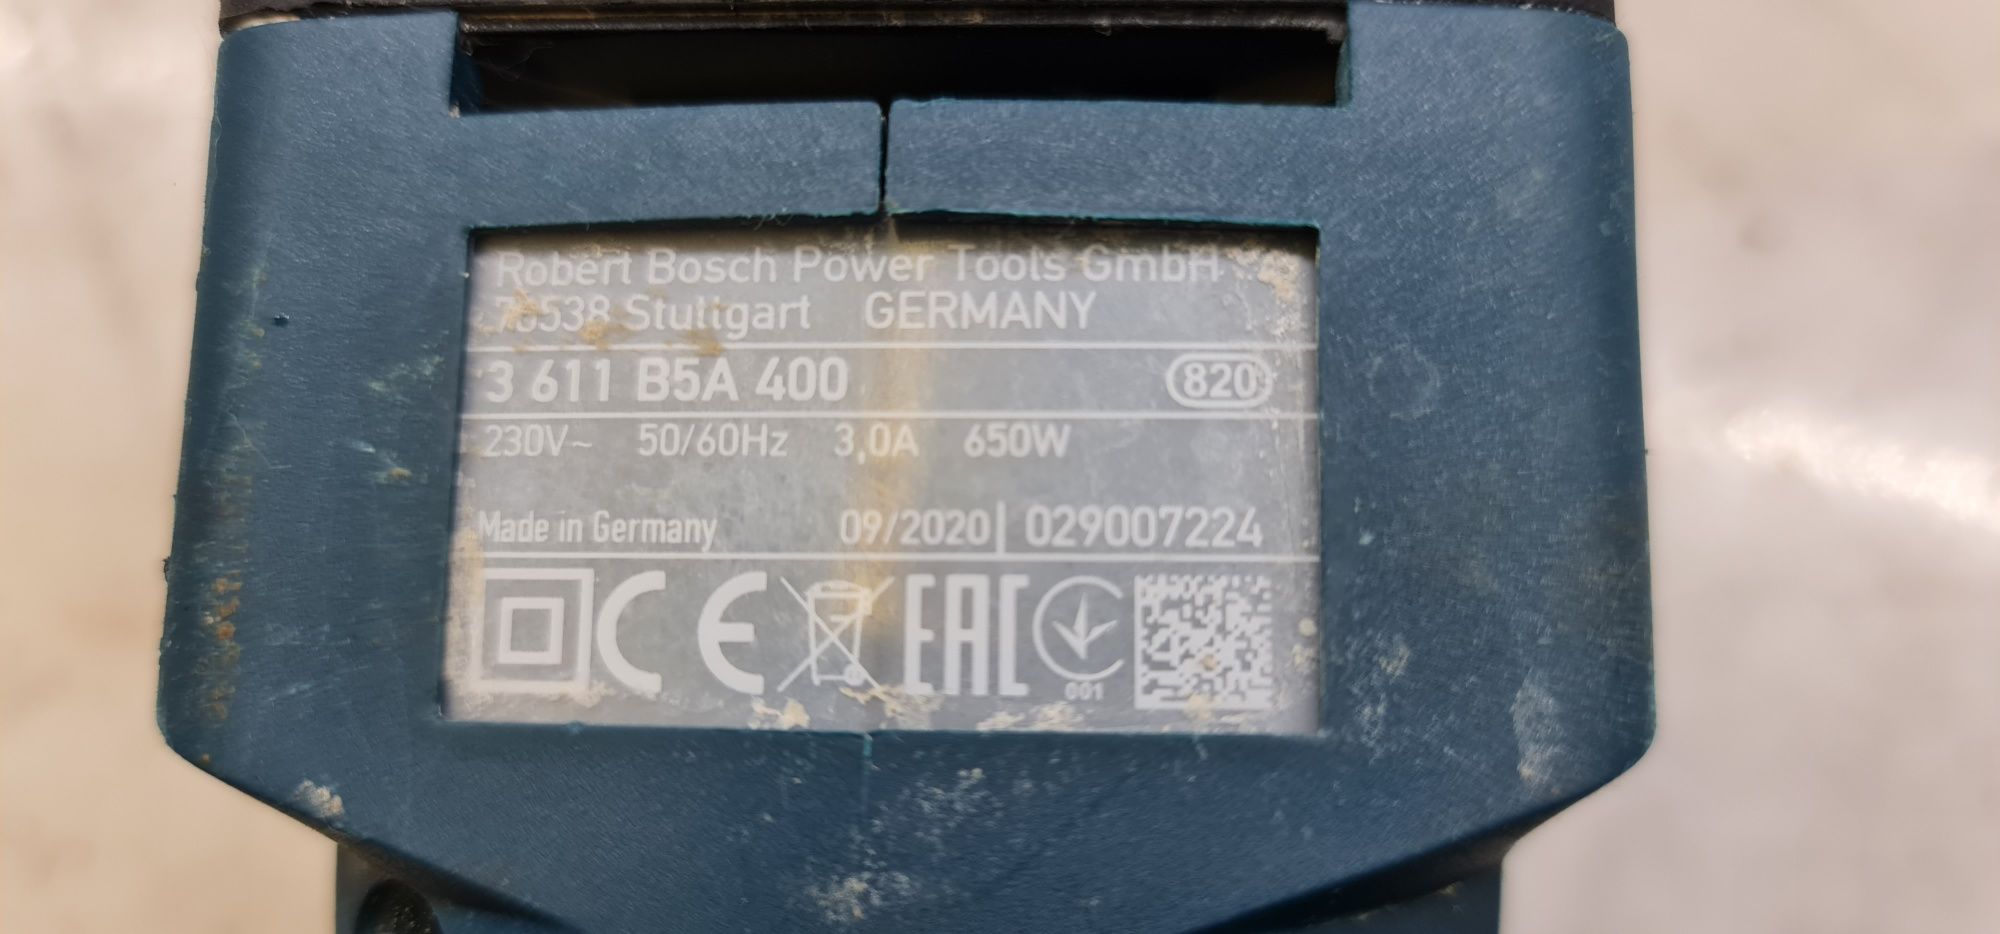 Robert Bosch Power Tools GmbH
70538 Stuttgart GERMANY
3 611 B5A 400 820
230V~ 50/60Hz 3,0A 650W
Made in Germany 09/2020 | 029007224
CE EAC
001